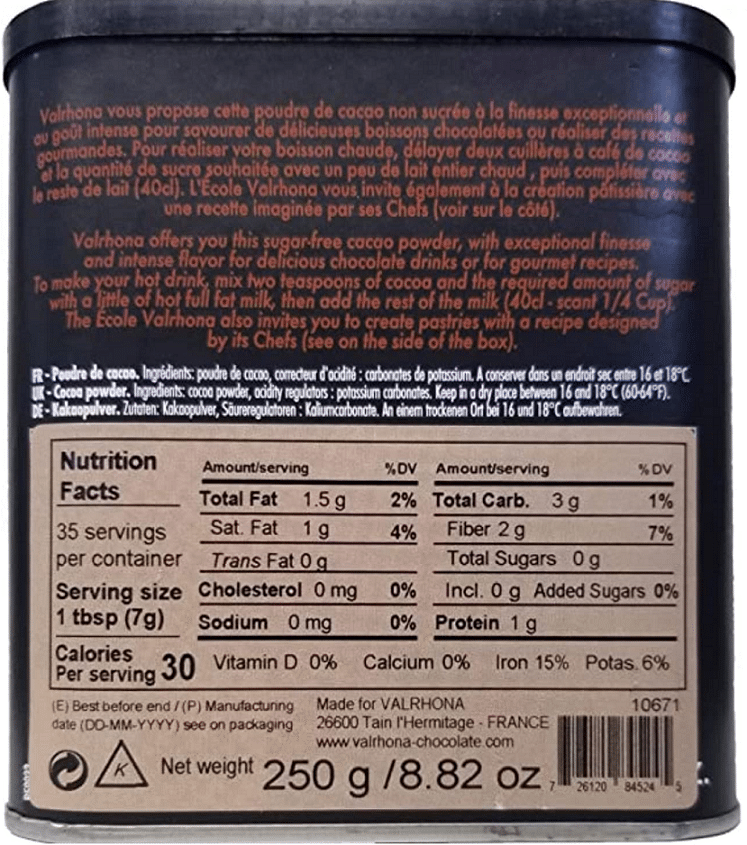 Valrhona vous propose cette poudre de cacao non sucrée à la finesse exceptionnelle et
au goût intense pour savourer de délicieuses boissons chocolatées ou réaliser des recettes
gourmandes. Pour réaliser votre boisson chaude, délayer deux cuillères à café de cacao
et la quantité de sucre souhaitée avec un peu de lait entier chaud, puis compléter avec
le reste de lait (40cl). L'École Valrhona vous invite également à la création pâtissière avec
une recette imaginée par ses Chefs (voir sur le côté).
Valrhona offers you this sugar-free cacao powder, with exceptional finesse
and intense flavor for delicious chocolate drinks or for gourmet recipes.
To make your hot drink, mix two teaspoons of cocoa and the required amount of sugar
with a little of hot full fat milk, then add the rest of the milk (40cl - scant 1/4 Cup).
The École Valrhona also invites you to create pastries with a recipe designed
by its Chefs (see on the side of the box).
FR - Poudre de cacao. Ingrédients: poudre de cacao, correcteur d'acidité : carbonates de potassium. A conserver dans un endroit sec entre 16 et 18°C.
UK - Cocoa powder. Ingredients: cocoa powder, acidity regulators : potassium carbonates. Keep in a dry place between 16 and 18°C (60-64°F).
DE - Kakaopulver. Zutaten: Kakaopulver, Säureregulatoren : Kaliumcarbonate. An einem trockenen Ort bei 16 und 18°C aufbewahren.
Nutrition Facts
35 servings
per container
Serving size
1 tbsp (7g)
Calories
Per serving 30
Amount/serving %DV Amount/serving %DV
Total Fat 1.5 g 2% Total Carb. 3 g 1%
Sat. Fat 1 g 4% Fiber 2 g 7%
Trans Fat 0 g Total Sugars 0 g
Cholesterol 0 mg 0% Incl. 0 g Added Sugars 0%
Sodium 0 mg 0% Protein 1 g
Vitamin D 0% Calcium 0% Iron 15% Potas. 6%
(E) Best before end / (P) Manufacturing
date (DD-MM-YYYY) see on packaging
Made for VALRHONA
26600 Tain l'Hermitage - FRANCE
www.valrhona-chocolate.com
10671
K
Net weight 250 g / 8.82 oz
7 26120 84524 5